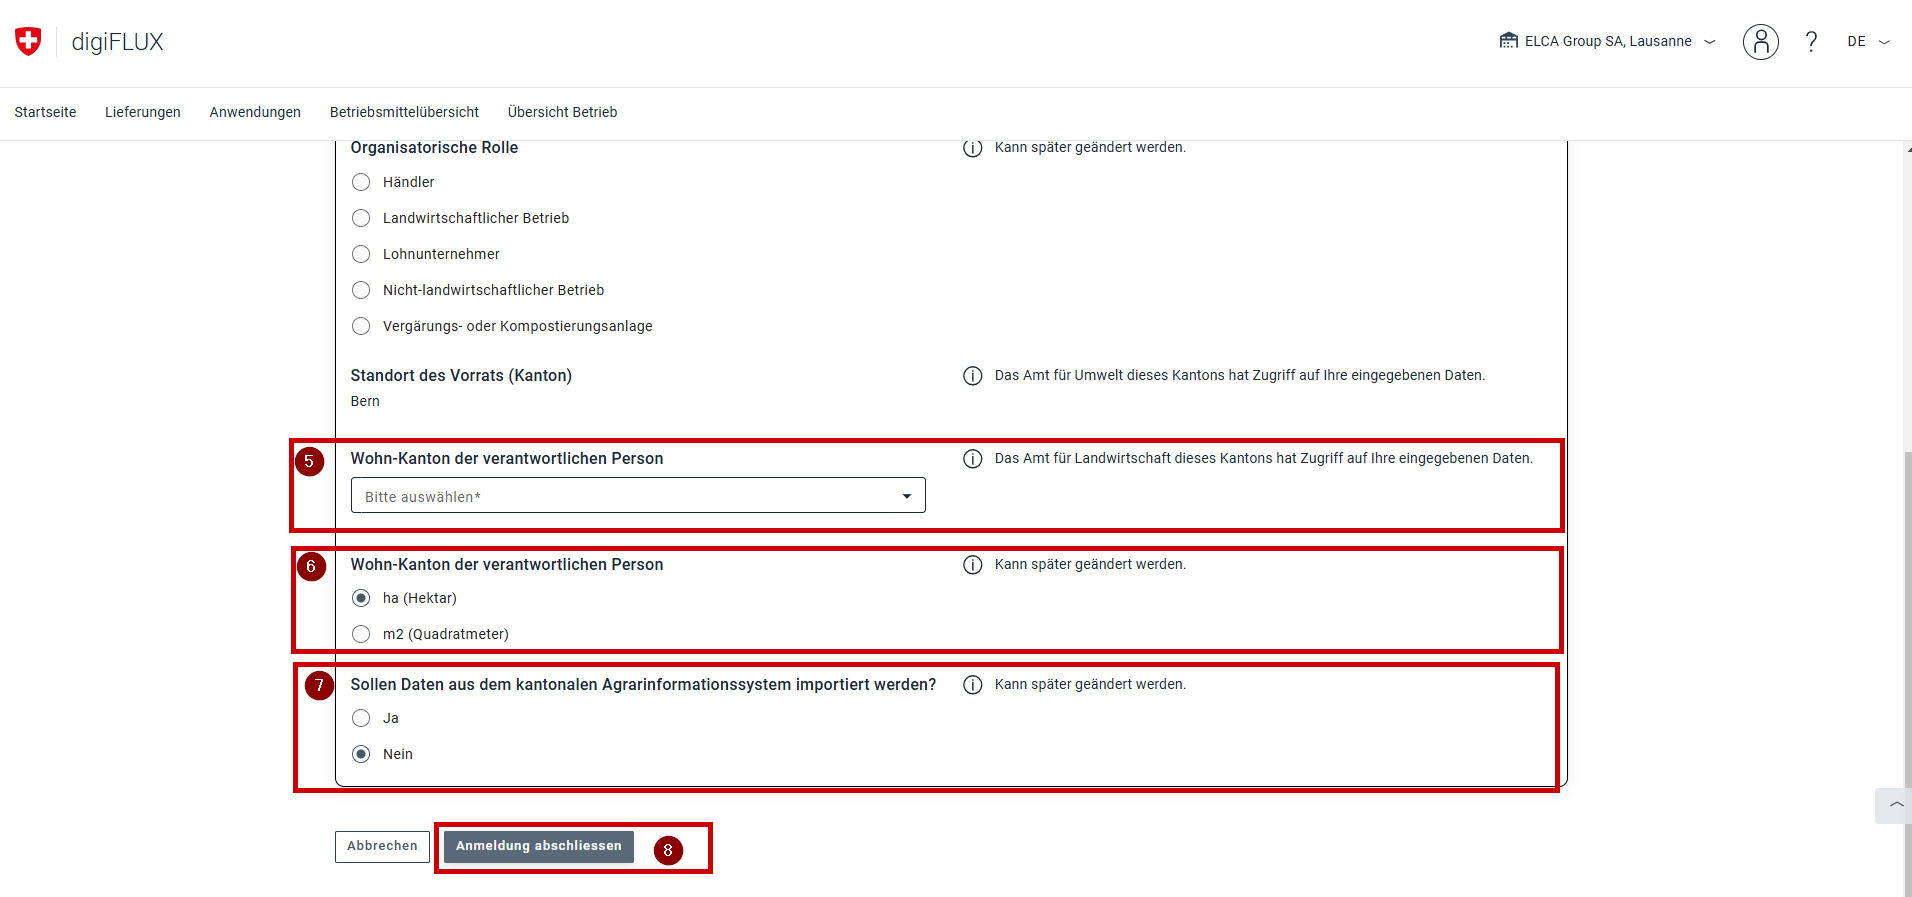 digiFLUX
ELCA Group SA, Lausanne
?
DE
Startseite Lieferungen Anwendungen Betriebsmittelübersicht Übersicht Betrieb
Organisatorische Rolle
Kann später geändert werden.
Händler
Landwirtschaftlicher Betrieb
Lohnunternehmer
Nicht-landwirtschaftlicher Betrieb
Vergärungs- oder Kompostierungsanlage
Standort des Vorrats (Kanton)
Das Amt für Umwelt dieses Kantons hat Zugriff auf Ihre eingegebenen Daten.
Bern
5
Wohn-Kanton der verantwortlichen Person
Das Amt für Landwirtschaft dieses Kantons hat Zugriff auf Ihre eingegebenen Daten.
Bitte auswählen*
6
Wohn-Kanton der verantwortlichen Person
Kann später geändert werden.
ha (Hektar)
m2 (Quadratmeter)
7
Sollen Daten aus dem kantonalen Agrarinformationssystem importiert werden?
Kann später geändert werden.
Ja
Nein
Abbrechen
Anmeldung abschliessen
8